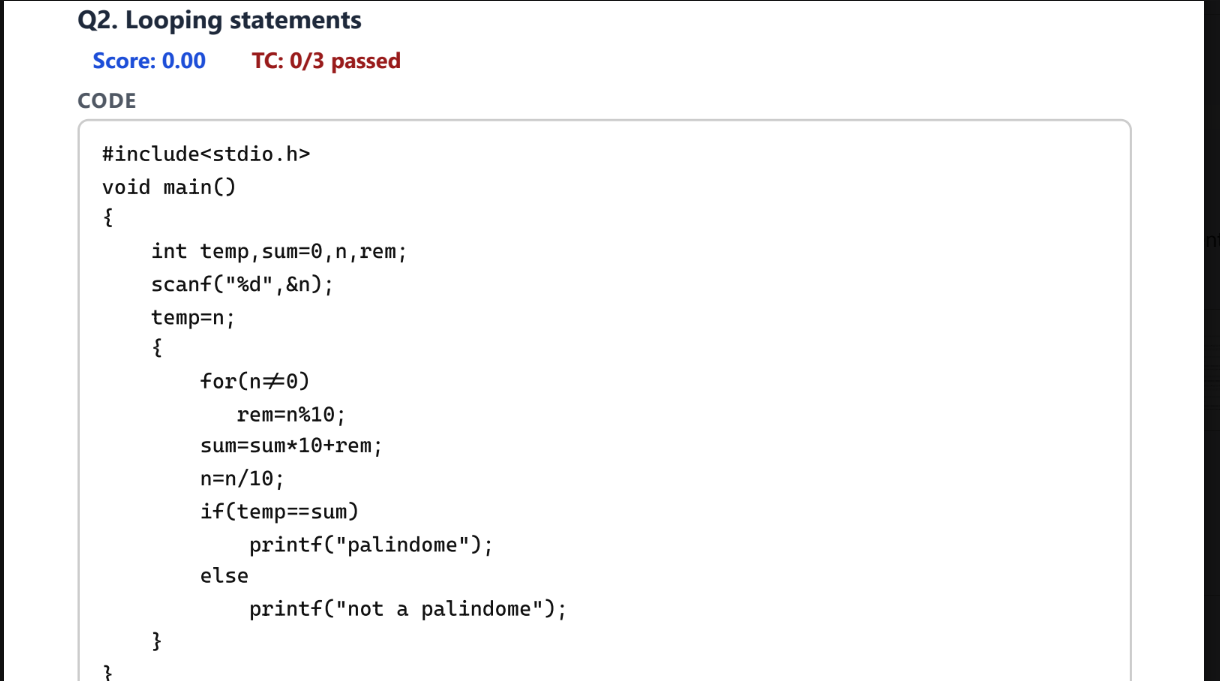 Q2. Looping statements
Score: 0.00 TC: 0/3 passed
CODE
#include<stdio.h>
void main()
{
    int temp,sum=0,n,rem;
    scanf("%d",&n);
    temp=n;
    {
        for(n!=0)
           rem=n%10;
        sum=sum*10+rem;
        n=n/10;
        if(temp==sum)
            printf("palindome");
        else
            printf("not a palindome");
    }
}